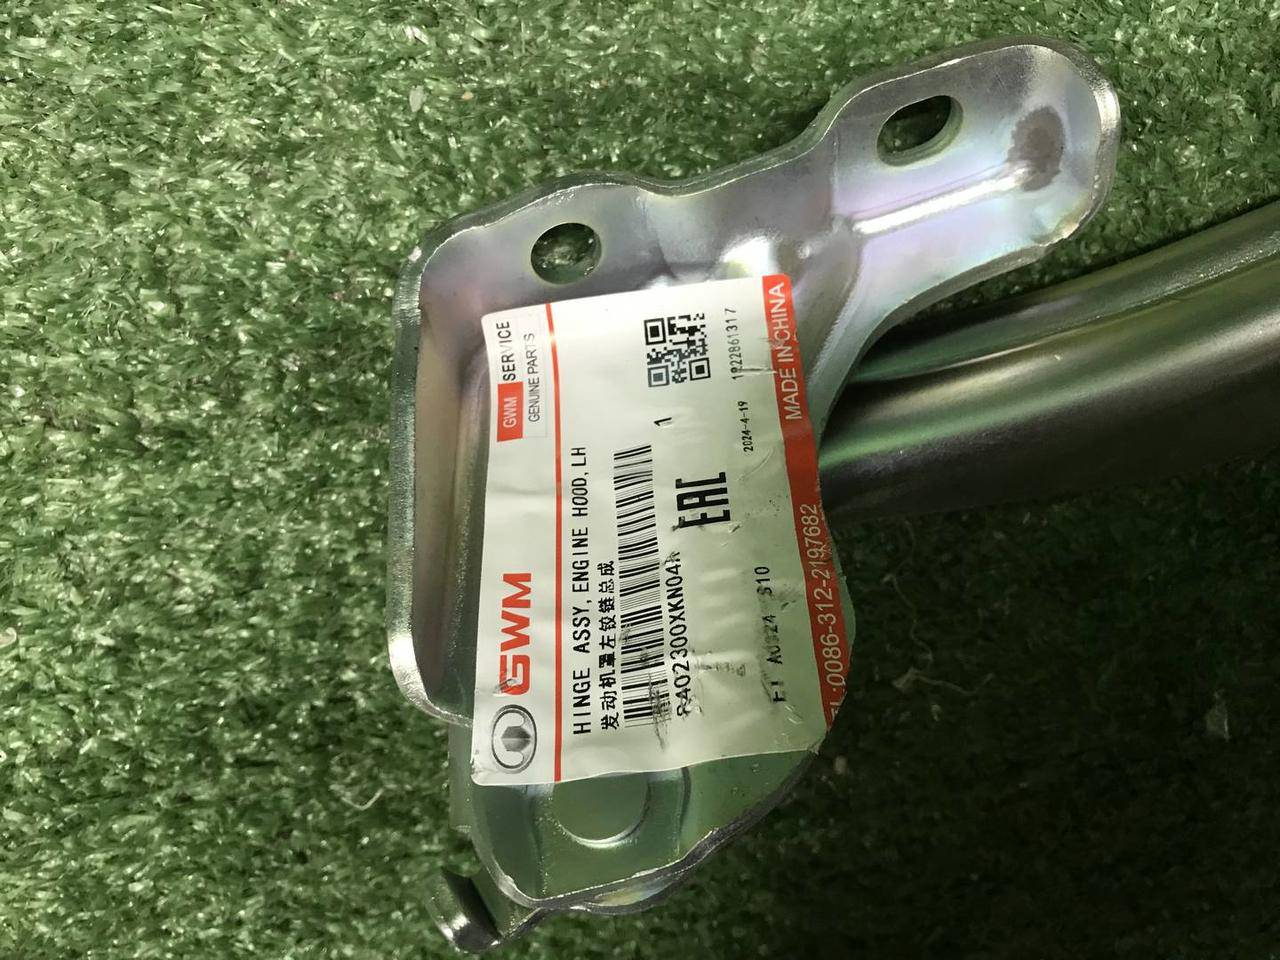 GWM
GWM SERVICE
GENUINE PARTS
HINGE ASSY, ENGINE HOOD, LH
发动机罩左铰链总成
1
8402300XKN04A
EAC
2024-4-19
1922861317
MADE IN CHINA
:0086-312-2197682